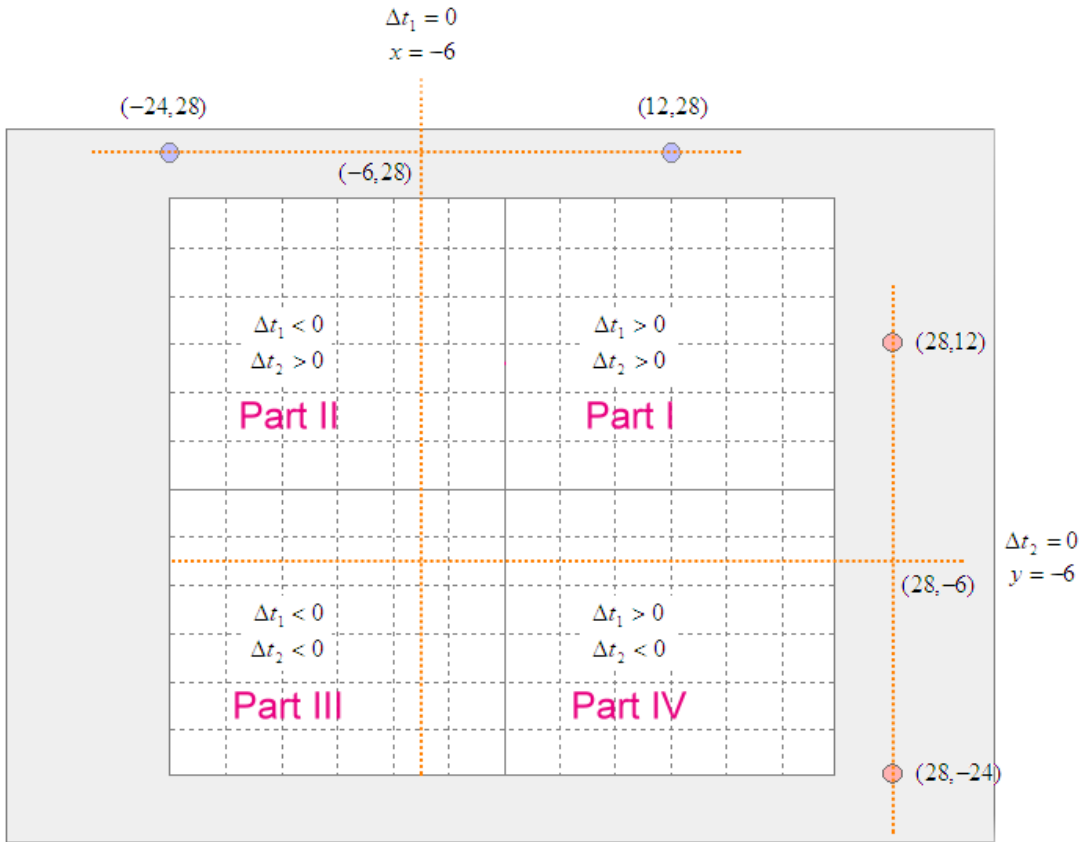 Δt₁ = 0
x = −6
(−24,28)
(12,28)
(−6,28)
Δt₁ < 0
Δt₂ > 0
Part II
Δt₁ > 0
Δt₂ > 0
Part I
(28,12)
Δt₂ = 0
y = −6
(28,−6)
Δt₁ < 0
Δt₂ < 0
Part III
Δt₁ > 0
Δt₂ < 0
Part IV
(28,−24)